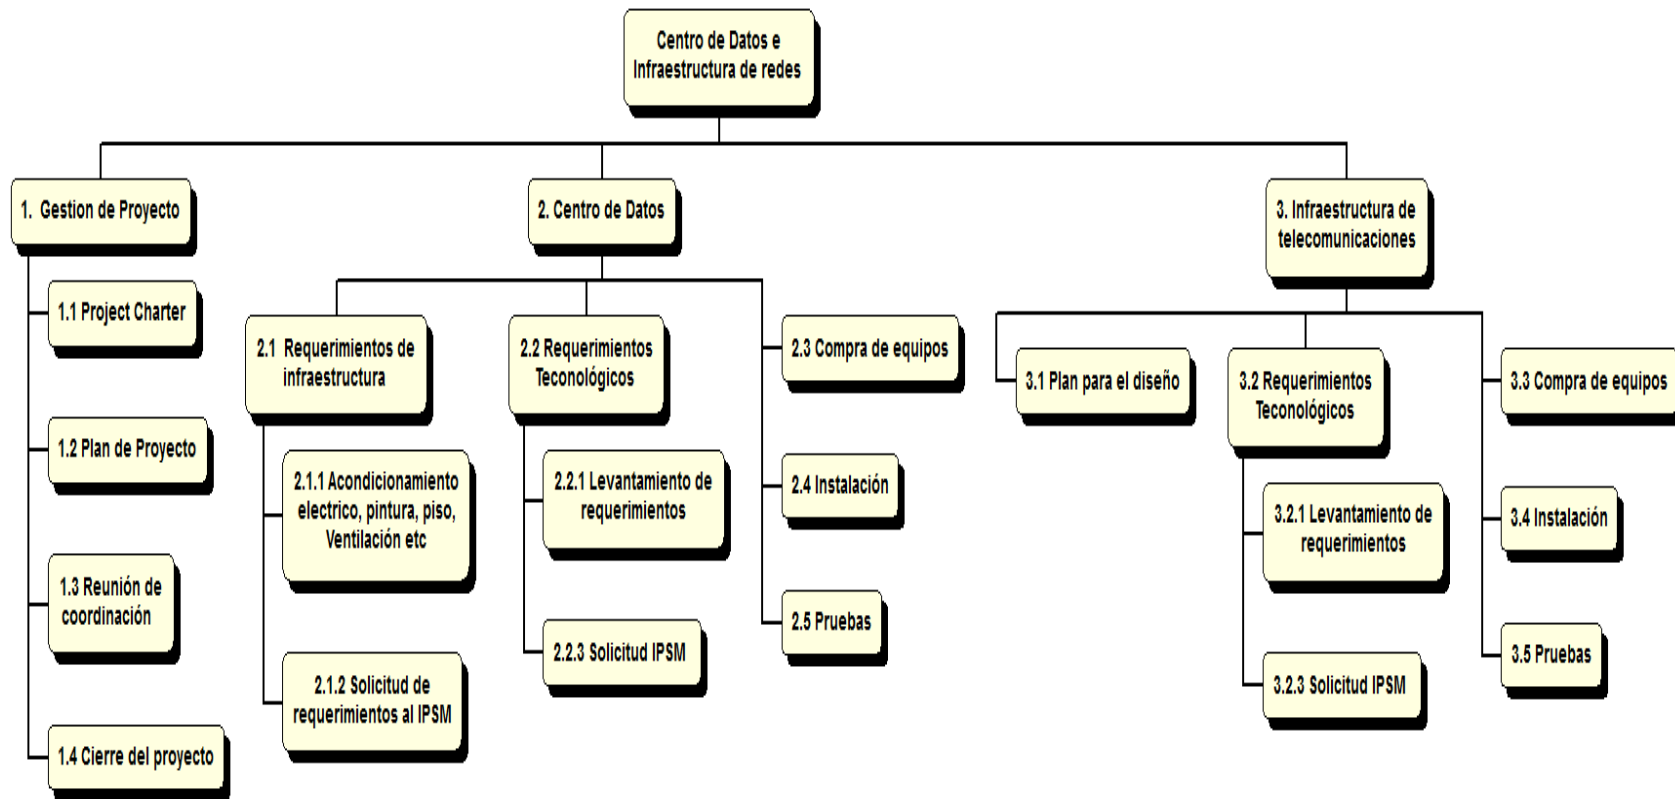 Centro de Datos e
Infraestructura de redes
1. Gestion de Proyecto
1.1 Project Charter
1.2 Plan de Proyecto
1.3 Reunión de
coordinación
1.4 Cierre del proyecto
2. Centro de Datos
2.1 Requerimientos de
infraestructura
2.1.1 Acondicionamiento
electrico, pintura, piso,
Ventilación etc
2.1.2 Solicitud de
requerimientos al IPSM
2.2 Requerimientos
Teconológicos
2.2.1 Levantamiento de
requerimientos
2.2.3 Solicitud IPSM
2.3 Compra de equipos
2.4 Instalación
2.5 Pruebas
3. Infraestructura de
telecomunicaciones
3.1 Plan para el diseño
3.2 Requerimientos
Teconológicos
3.2.1 Levantamiento de
requerimientos
3.2.3 Solicitud IPSM
3.3 Compra de equipos
3.4 Instalación
3.5 Pruebas